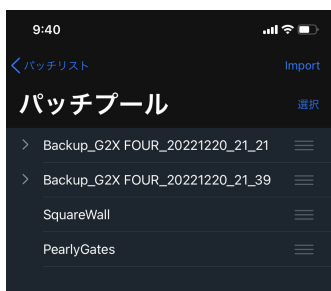 9:40
パッチリスト
Import
パッチプール
選択
Backup_G2X FOUR_20221220_21_21
Backup_G2X FOUR_20221220_21_39
SquareWall
PearlyGates